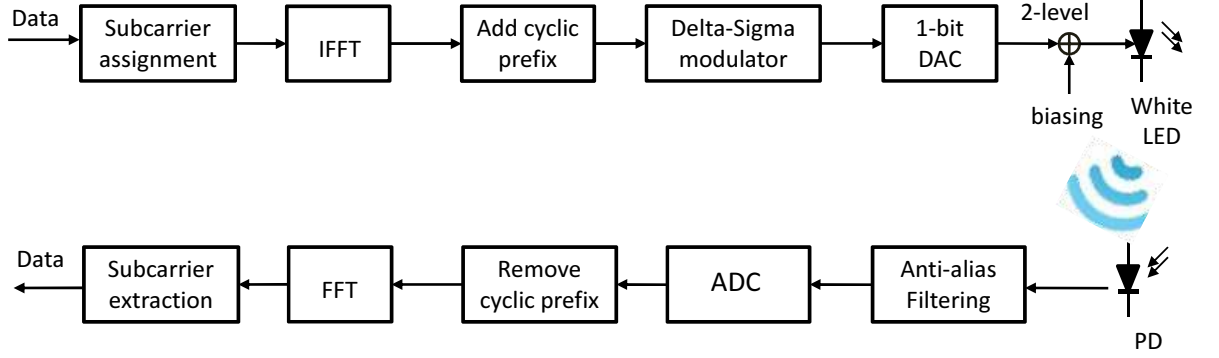 Data
Subcarrier
assignment
IFFT
Add cyclic
prefix
Delta-Sigma
modulator
1-bit
DAC
2-level
biasing
White
LED
Data
Subcarrier
extraction
FFT
Remove
cyclic prefix
ADC
Anti-alias
Filtering
PD